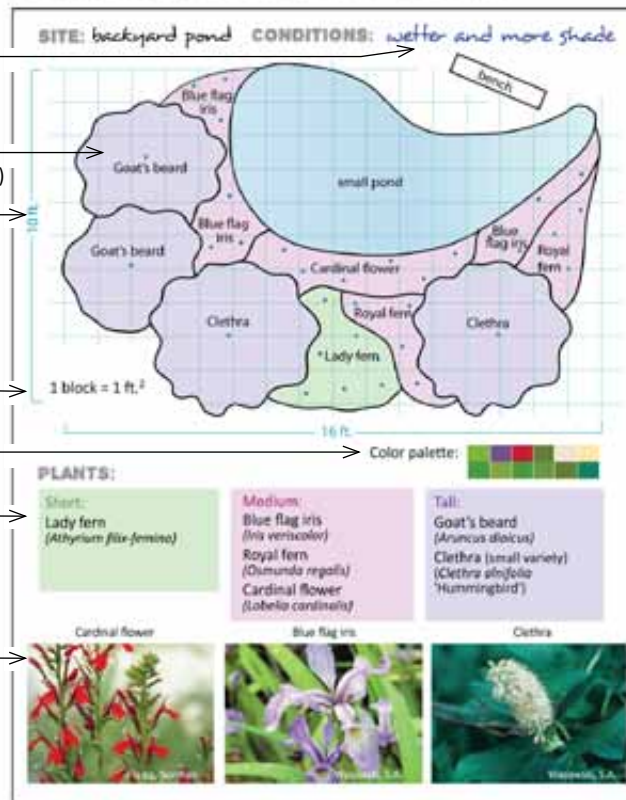 SITE: backyard pond CONDITIONS: wetter and more shade
bench
Blue flag
iris
Goat's beard
small pond
)
10 ft.
Blue flag
iris
Goat's beard
Blue
flag iris
Royal
fern
Cardinal flower
Clethra
Royal fern
Clethra
Lady fern
1 block = 1 ft.²
16 ft.
Color palette:
PLANTS:
Short:
Lady fern
(Athyrium filix-femina)
Medium:
Blue flag iris
(Iris versicolor)
Royal fern
(Osmunda regalis)
Cardinal flower
(Lobelia cardinalis)
Tall:
Goat's beard
(Aruncus dioicus)
Clethra (small variety)
(Clethra alnifolia
'Hummingbird')
Cardinal flower
Blue flag iris
Clethra
Wasowski, S.A.
Wasowski, S.A.